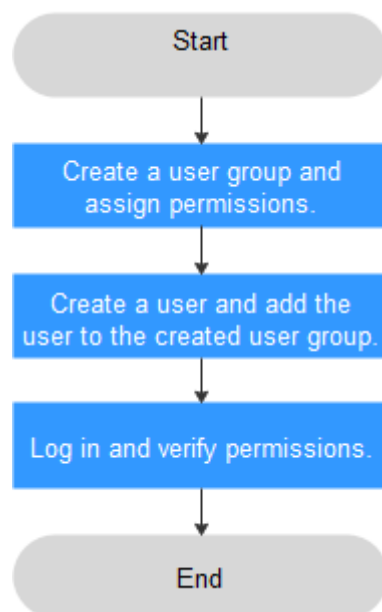 Start
Create a user group and
assign permissions.
Create a user and add the
user to the created user group.
Log in and verify permissions.
End